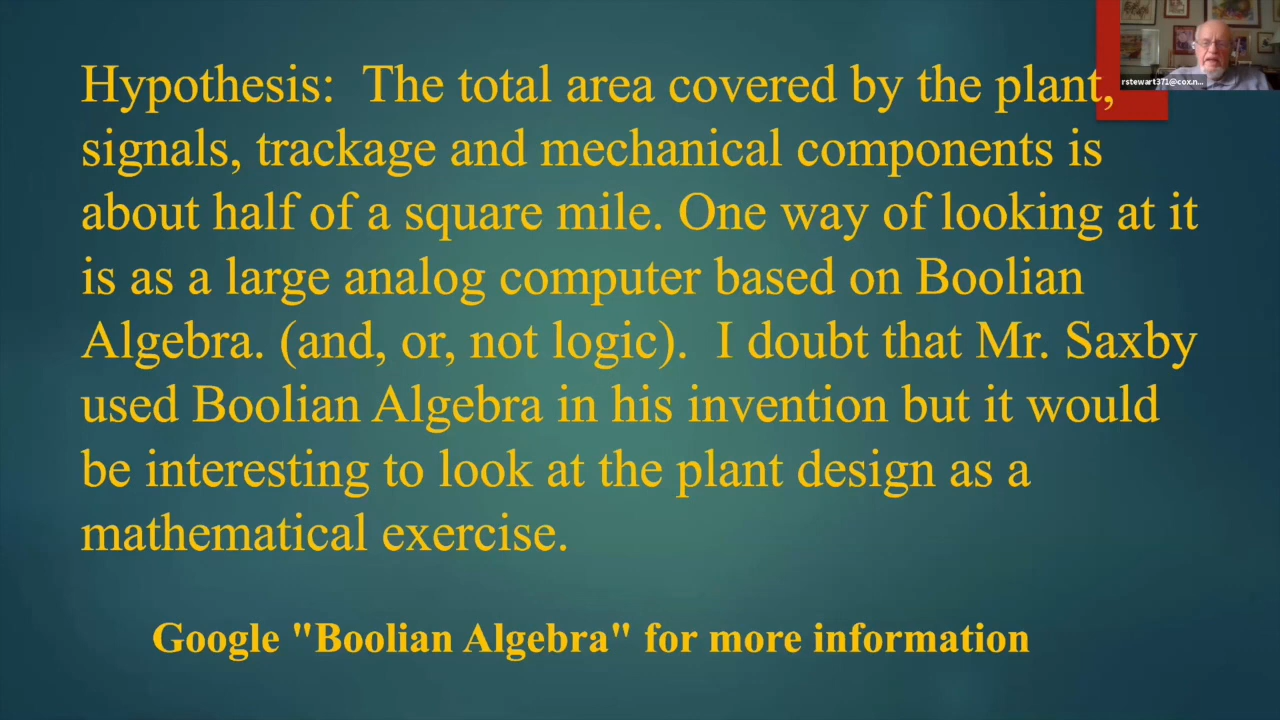 Hypothesis: The total area covered by the plant,
signals, trackage and mechanical components is
about half of a square mile. One way of looking at it
is as a large analog computer based on Boolian
Algebra. (and, or, not logic). I doubt that Mr. Saxby
used Boolian Algebra in his invention but it would
be interesting to look at the plant design as a
mathematical exercise.
Google "Boolian Algebra" for more information
rstewart371@cox.n...